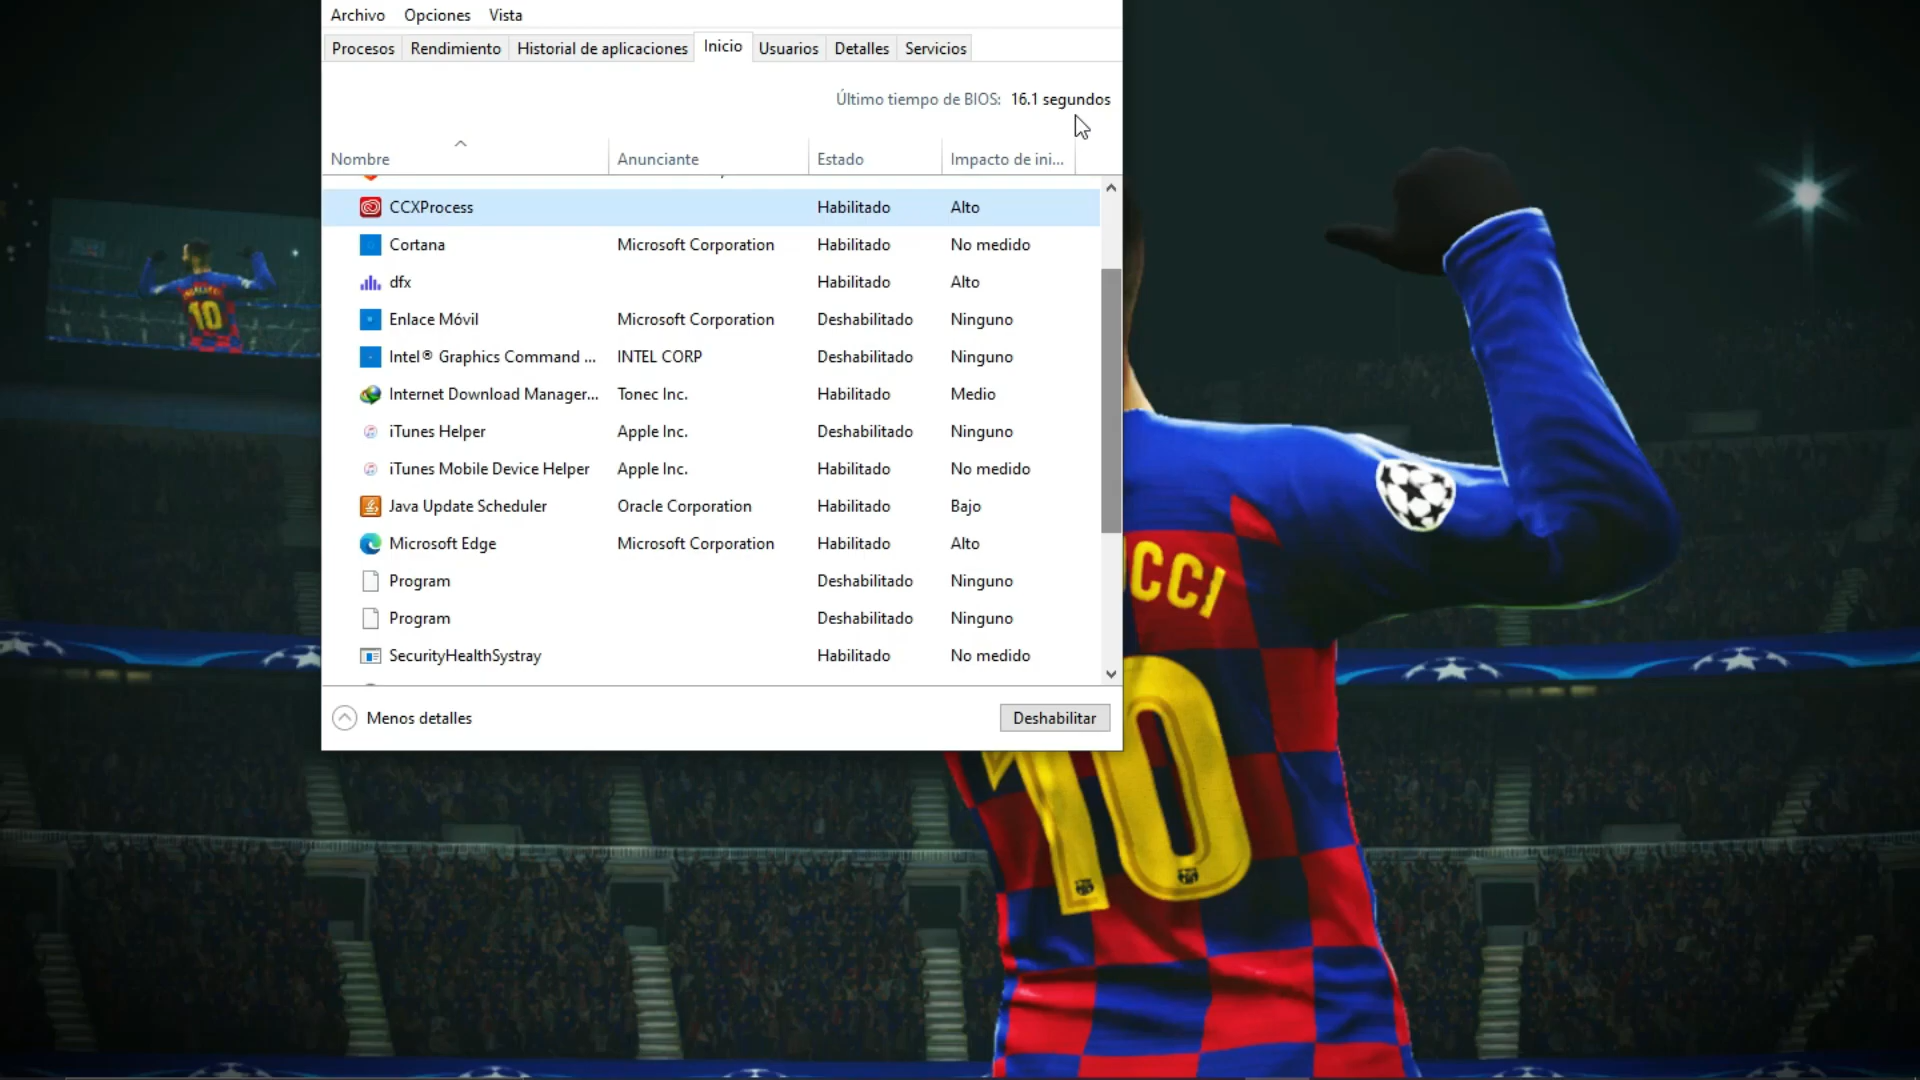 Archivo Opciones Vista
Procesos Rendimiento Historial de aplicaciones Inicio Usuarios Detalles Servicios
Último tiempo de BIOS: 16.1 segundos
Nombre Anunciante Estado Impacto de ini...
CCXProcess Habilitado Alto
Cortana Microsoft Corporation Habilitado No medido
dfx Habilitado Alto
Enlace Móvil Microsoft Corporation Deshabilitado Ninguno
Intel® Graphics Command ... INTEL CORP Deshabilitado Ninguno
Internet Download Manager... Tonec Inc. Habilitado Medio
iTunes Helper Apple Inc. Deshabilitado Ninguno
iTunes Mobile Device Helper Apple Inc. Habilitado No medido
Java Update Scheduler Oracle Corporation Habilitado Bajo
Microsoft Edge Microsoft Corporation Habilitado Alto
Program Deshabilitado Ninguno
Program Deshabilitado Ninguno
SecurityHealthSystray Habilitado No medido
Menos detalles Deshabilitar
UCCI
10
10